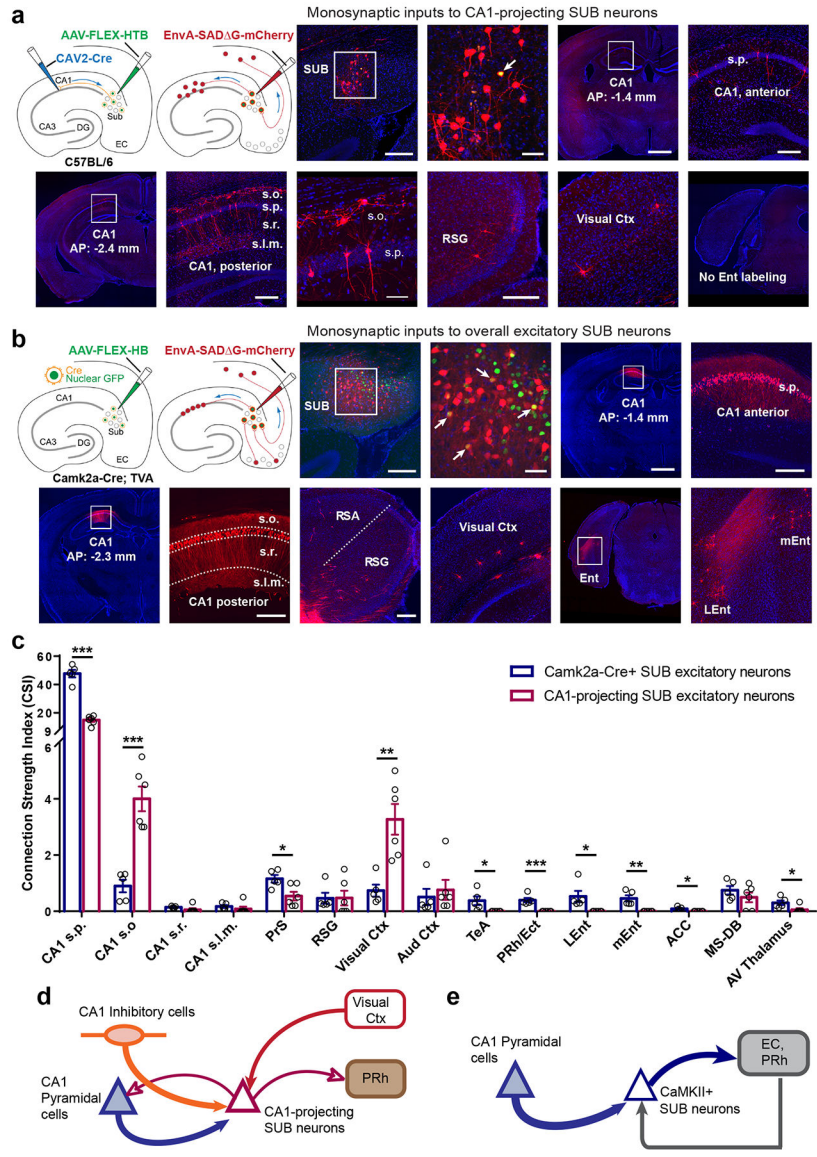 a
Monosynaptic inputs to CA1-projecting SUB neurons
AAV-FLEX-HTB
CAV2-Cre
CA1
CA3
DG
Sub
EC
C57BL/6
EnvA-SADΔG-mCherry
SUB
CA1
AP: -1.4 mm
s.p.
CA1, anterior
CA1
AP: -2.4 mm
s.o.
s.p.
s.r.
s.l.m.
CA1, posterior
s.o.
s.p.
RSG
Visual Ctx
No Ent labeling
b
Monosynaptic inputs to overall excitatory SUB neurons
AAV-FLEX-HB
Cre
Nuclear GFP
CA1
CA3
DG
Sub
EC
Camk2a-Cre; TVA
EnvA-SADΔG-mCherry
SUB
CA1
AP: -1.4 mm
s.p.
CA1 anterior
CA1
AP: -2.3 mm
s.o.
s.r.
s.l.m.
CA1 posterior
RSA
RSG
Visual Ctx
Ent
mEnt
LEnt
c
Connection Strength Index (CSI)
60
40
20
9
6
4
2
0
***
***
*
**
*
***
*
**
*
*
Camk2a-Cre+ SUB excitatory neurons
CA1-projecting SUB excitatory neurons
CA1 s.p.
CA1 s.o
CA1 s.r.
CA1 s.l.m.
PrS
RSG
Visual Ctx
Aud Ctx
TeA
PRh/Ect
LEnt
mEnt
ACC
MS-DB
AV Thalamus
d
CA1 Inhibitory cells
Visual
Ctx
CA1
Pyramidal
cells
PRh
CA1-projecting
SUB neurons
e
CA1 Pyramidal
cells
EC,
PRh
CaMKII+
SUB neurons